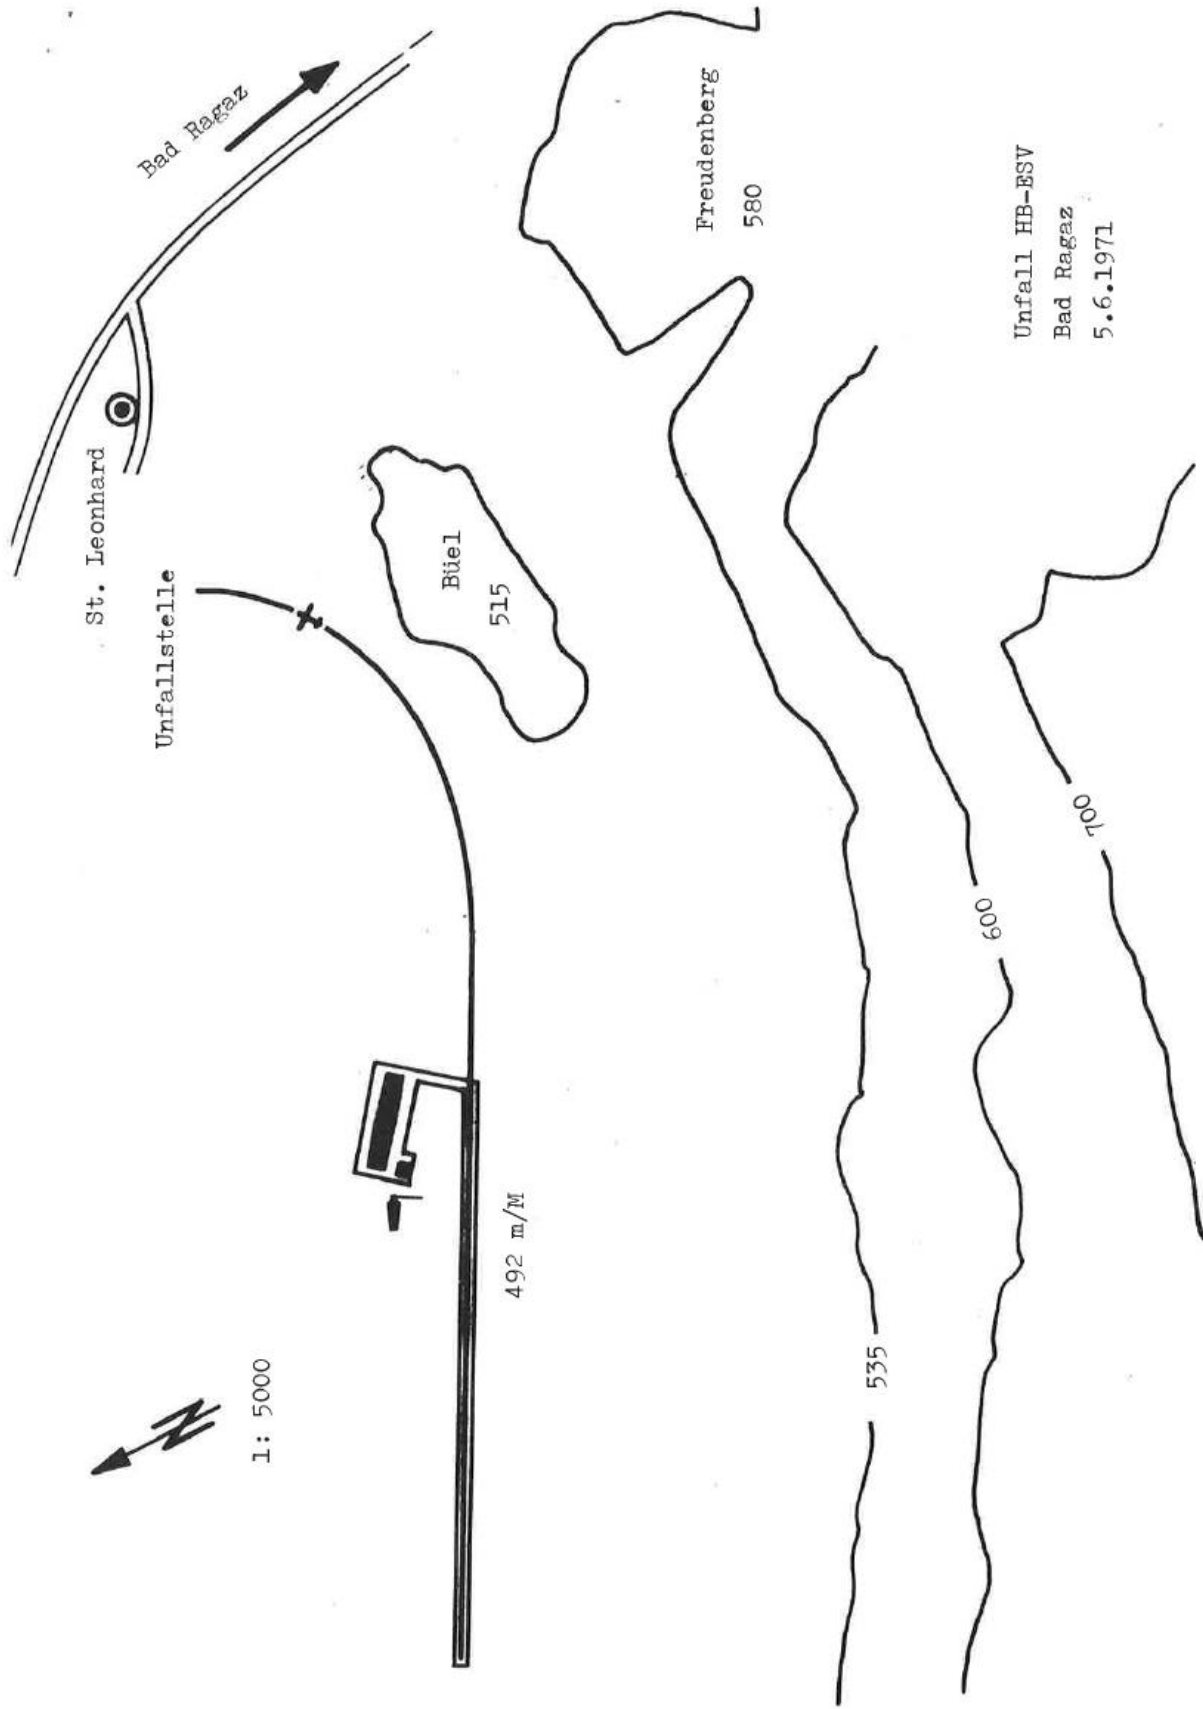 Bad Ragaz
St. Leonhard
Unfallstelle
Büel
515
Freudenberg
580
1: 5000
N
492 m/M
535
600
700
Unfall HB-ESV
Bad Ragaz
5.6.1971